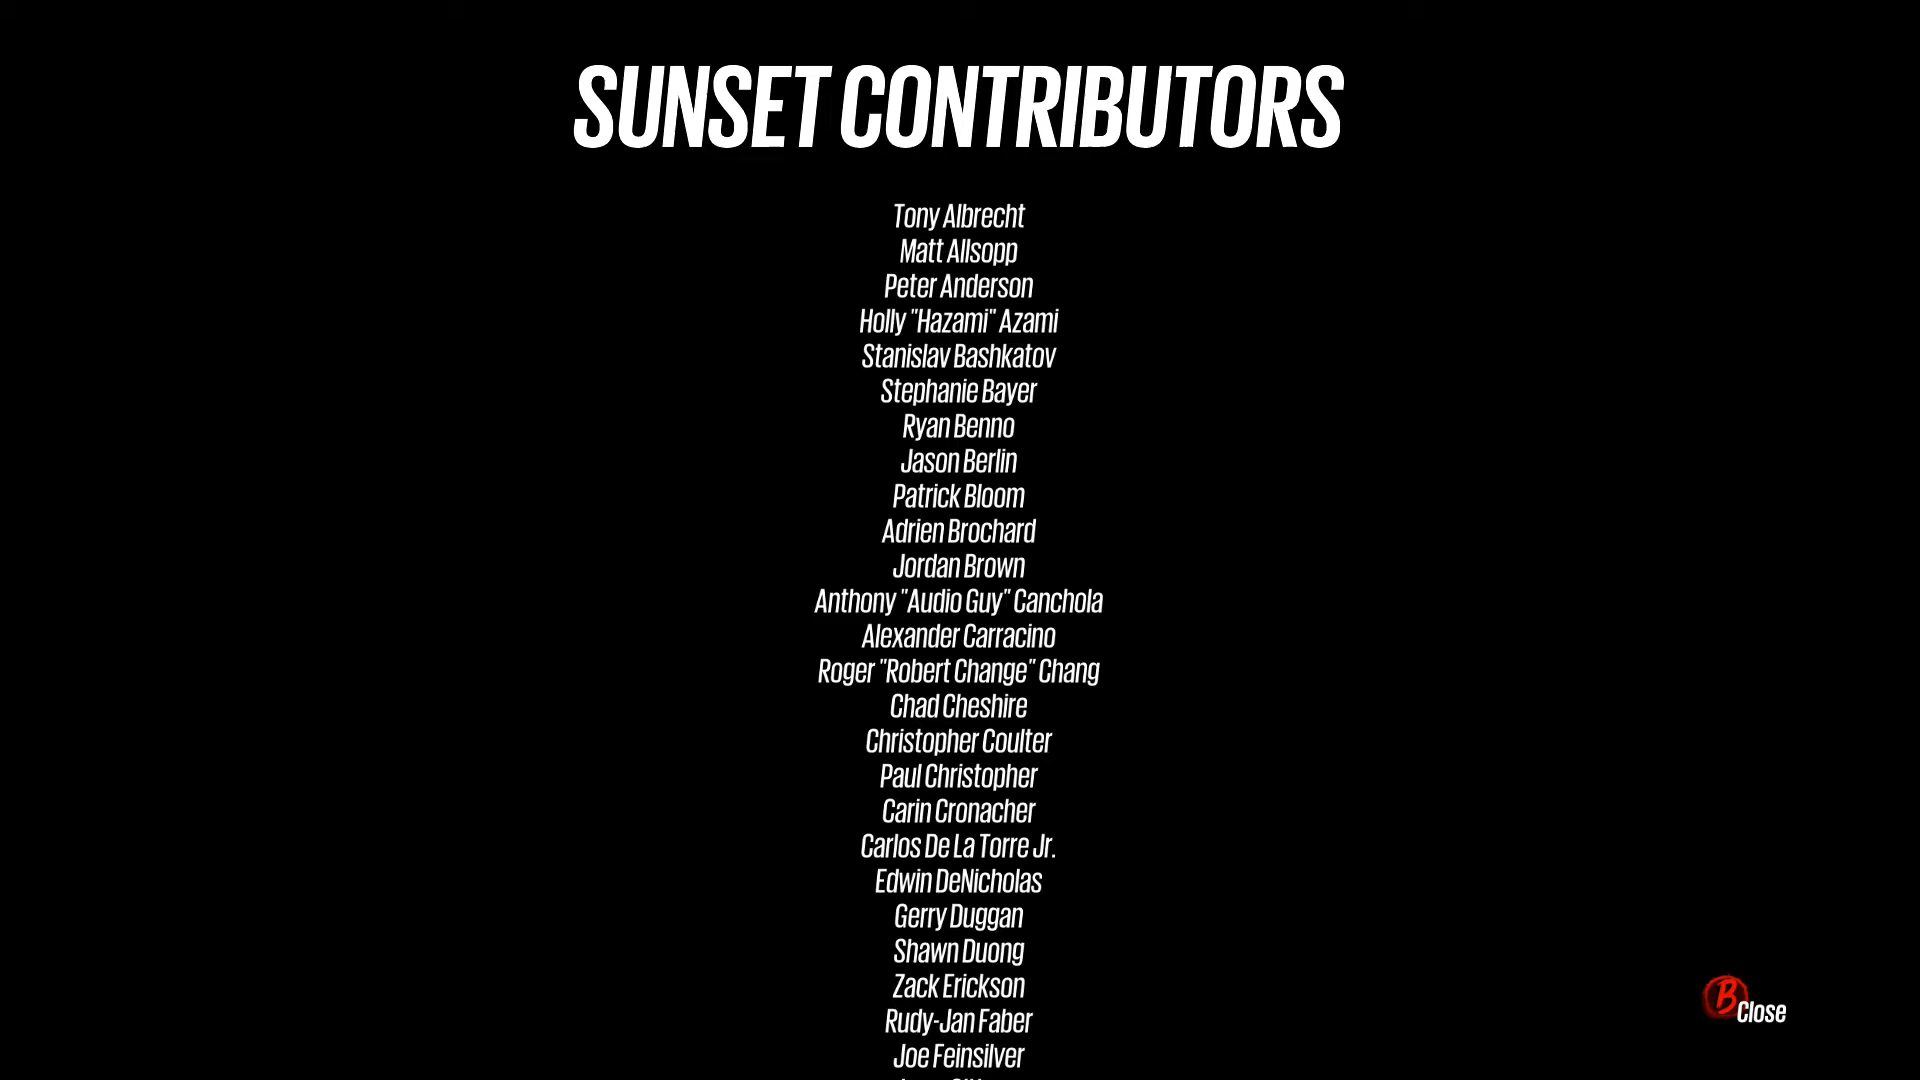 SUNSET CONTRIBUTORS
Tony Albrecht
Matt Allsopp
Peter Anderson
Holly "Hazami" Azami
Stanislav Bashkatov
Stephanie Bayer
Ryan Benno
Jason Berlin
Patrick Bloom
Adrien Brochard
Jordan Brown
Anthony "Audio Guy" Canchola
Alexander Carracino
Roger "Robert Change" Chang
Chad Cheshire
Christopher Coulter
Paul Christopher
Carin Cronacher
Carlos De La Torre Jr.
Edwin DeNicholas
Gerry Duggan
Shawn Duong
Zack Erickson
Rudy-Jan Faber
Joe Feinsilver
B Close